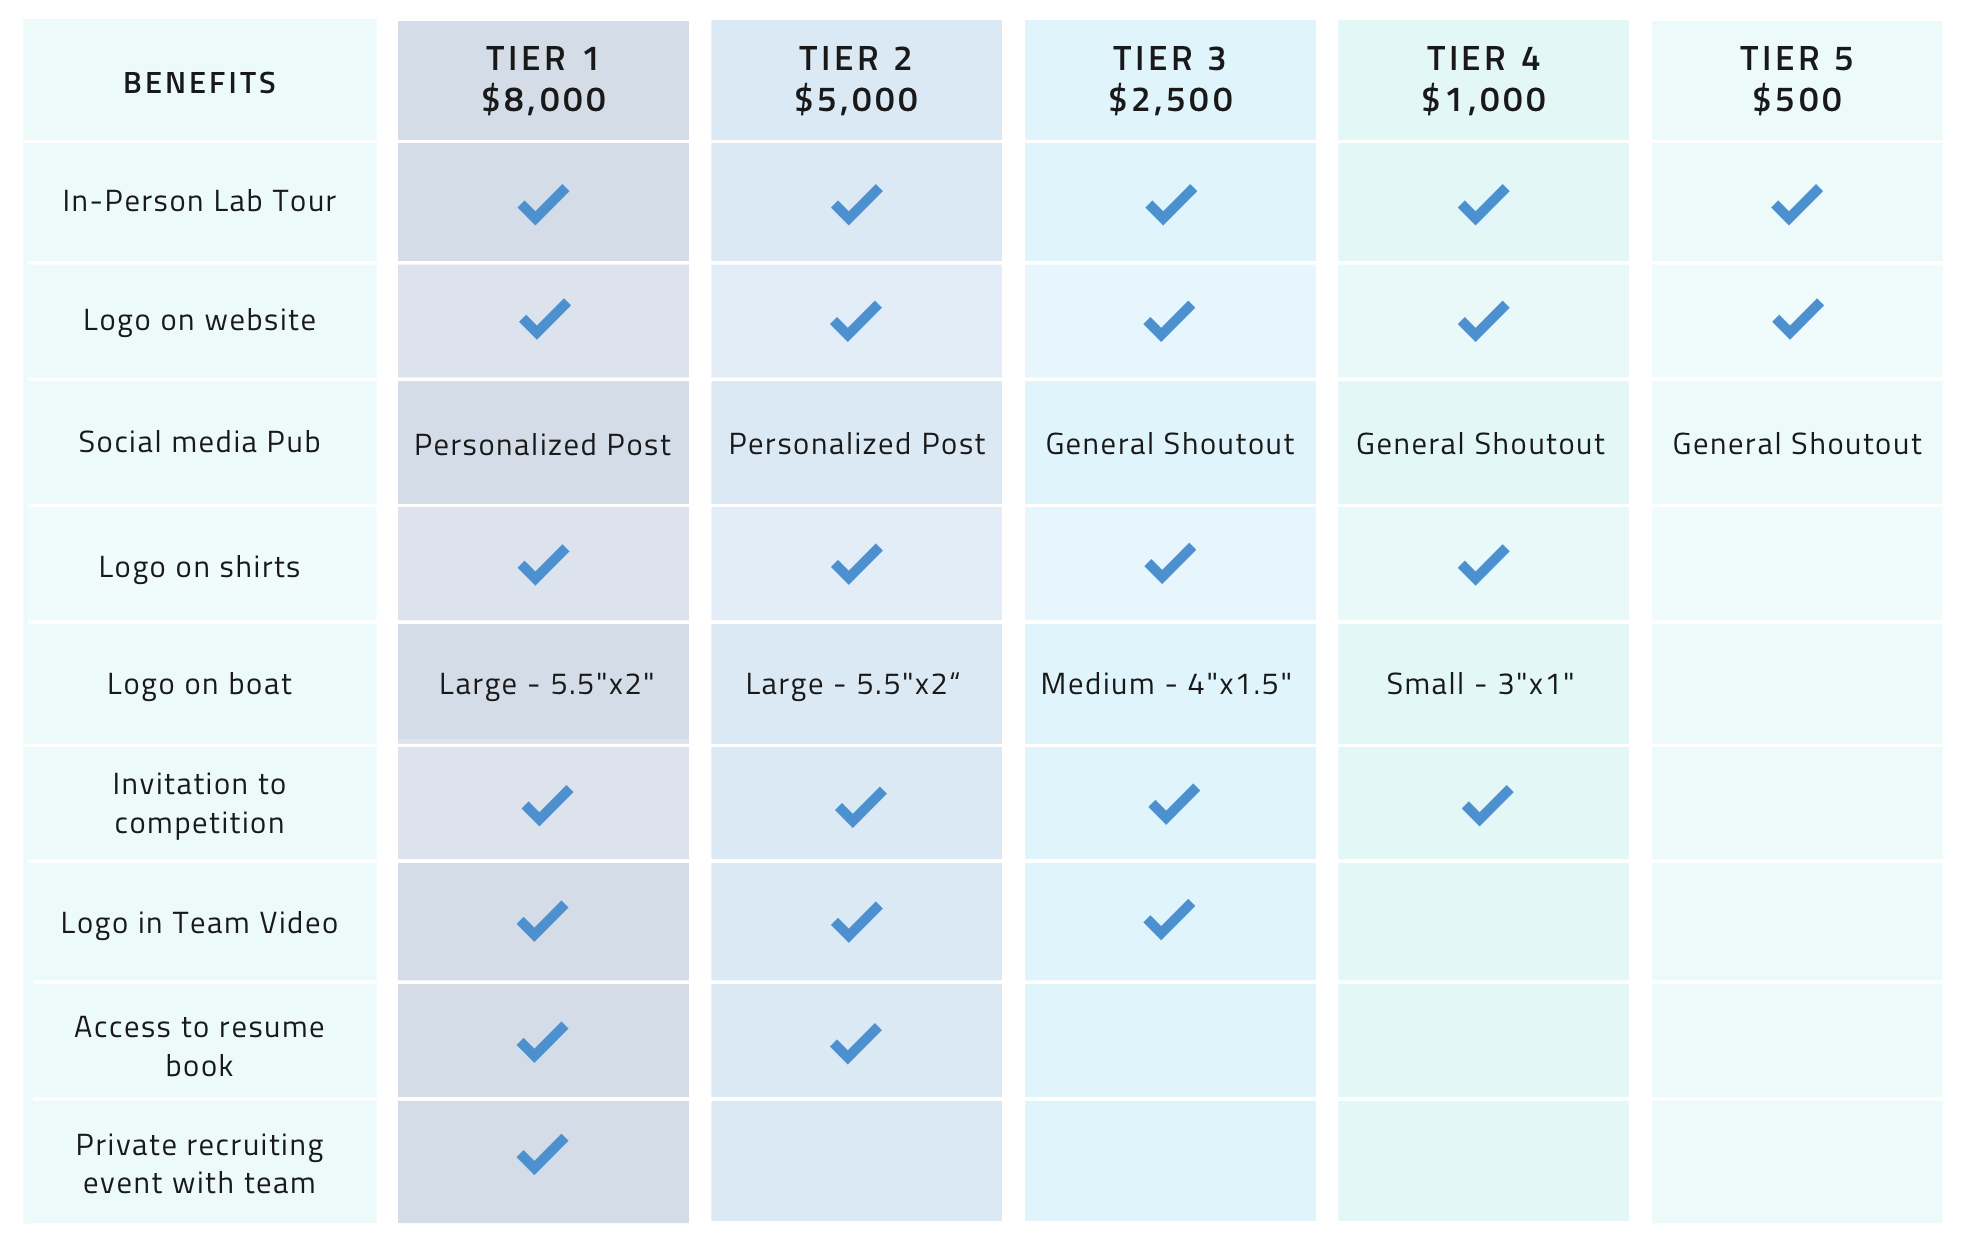 BENEFITS
TIER 1
$8,000
TIER 2
$5,000
TIER 3
$2,500
TIER 4
$1,000
TIER 5
$500
In-Person Lab Tour
Logo on website
Social media Pub
Personalized Post
Personalized Post
General Shoutout
General Shoutout
General Shoutout
Logo on shirts
Logo on boat
Large - 5.5"x2"
Large - 5.5"x2“
Medium - 4"x1.5"
Small - 3"x1"
Invitation to
competition
Logo in Team Video
Access to resume
book
Private recruiting
event with team